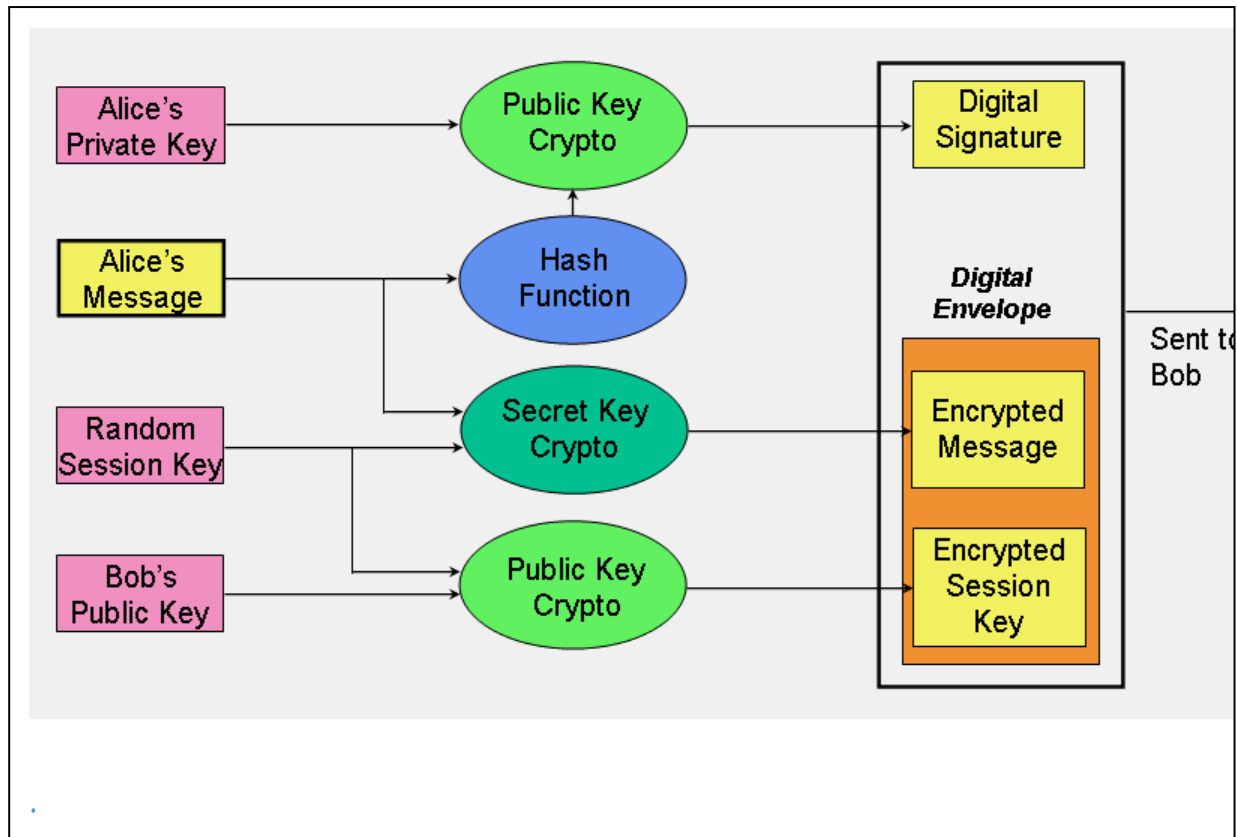 Alice's
Private Key
Public Key
Crypto
Digital
Signature
Alice's
Message
Hash
Function
Digital
Envelope
Sent to
Bob
Random
Session Key
Secret Key
Crypto
Encrypted
Message
Bob's
Public Key
Public Key
Crypto
Encrypted
Session
Key